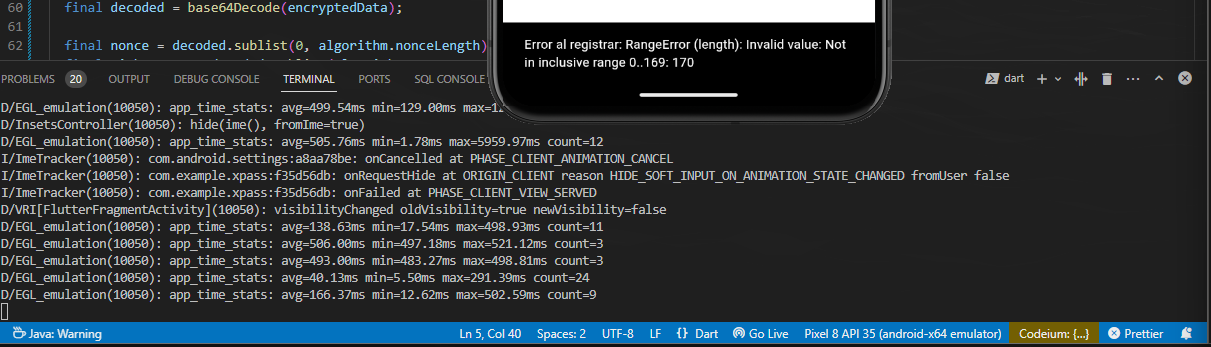 60 final decoded = base64Decode(encryptedData);
61
62 final nonce = decoded.sublist(0, algorithm.nonceLength)
Error al registrar: RangeError (length): Invalid value: Not
in inclusive range 0..169: 170
PROBLEMS 20 OUTPUT DEBUG CONSOLE TERMINAL PORTS SQL CONSOLE dart
D/EGL_emulation(10050): app_time_stats: avg=499.54ms min=129.00ms
D/InsetsController(10050): hide(ime(), fromIme=true)
D/EGL_emulation(10050): app_time_stats: avg=505.76ms min=1.78ms max=5959.97ms count=12
I/ImeTracker(10050): com.android.settings:a8aa78be: onCancelled at PHASE_CLIENT_ANIMATION_CANCEL
I/ImeTracker(10050): com.example.xpass:f35d56db: onRequestHide at ORIGIN_CLIENT reason HIDE_SOFT_INPUT_ON_ANIMATION_STATE_CHANGED fromUser false
I/ImeTracker(10050): com.example.xpass:f35d56db: onFailed at PHASE_CLIENT_VIEW_SERVED
D/VRI[FlutterFragmentActivity](10050): visibilityChanged oldVisibility=true newVisibility=false
D/EGL_emulation(10050): app_time_stats: avg=138.63ms min=17.54ms max=498.93ms count=11
D/EGL_emulation(10050): app_time_stats: avg=506.00ms min=497.18ms max=521.12ms count=3
D/EGL_emulation(10050): app_time_stats: avg=493.00ms min=483.27ms max=498.81ms count=3
D/EGL_emulation(10050): app_time_stats: avg=40.13ms min=5.50ms max=291.39ms count=24
D/EGL_emulation(10050): app_time_stats: avg=166.37ms min=12.62ms max=502.59ms count=9
Java: Warning Ln 5, Col 40 Spaces: 2 UTF-8 LF {} Dart Go Live Pixel 8 API 35 (android-x64 emulator) Codeium: {...} Prettier